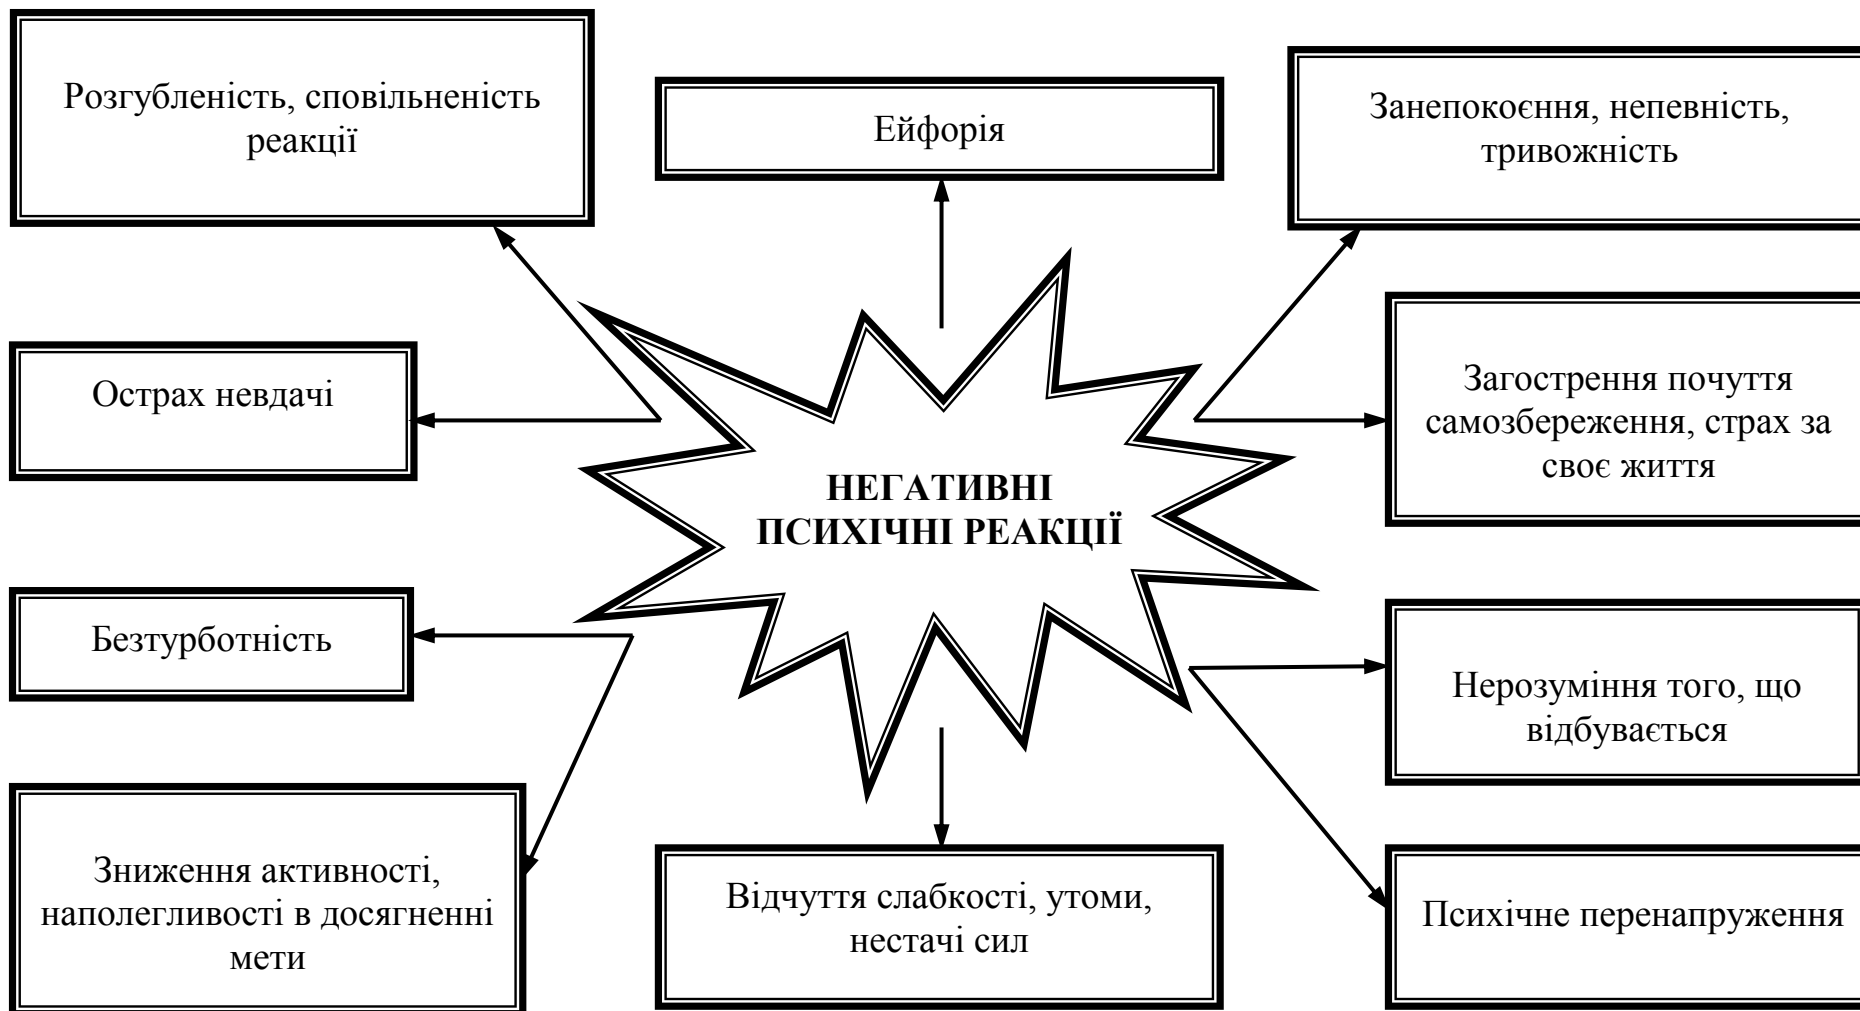 Розгубленість, сповільненість
реакції
Ейфорія
Занепокоєння, непевність,
тривожність
Острах невдачі
Загострення почуття
самозбереження, страх за
своє життя
НЕГАТИВНІ
ПСИХІЧНІ РЕАКЦІЇ
Безтурботність
Нерозуміння того, що
відбувається
Зниження активності,
наполегливості в досягненні
мети
Відчуття слабкості, утоми,
нестачі сил
Психічне перенапруження